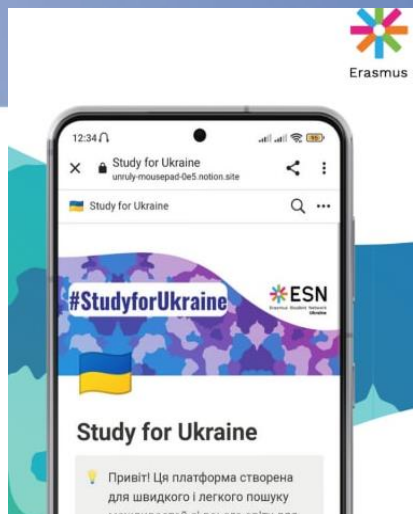 Erasmus
12:34
Study for Ukraine
unruly-mousepad-0e5.notion.site
Study for Ukraine
#StudyforUkraine
ESN
Erasmus Student Network
Ukraine
Study for Ukraine
Привіт! Ця платформа створена
для швидкого і легкого пошуку